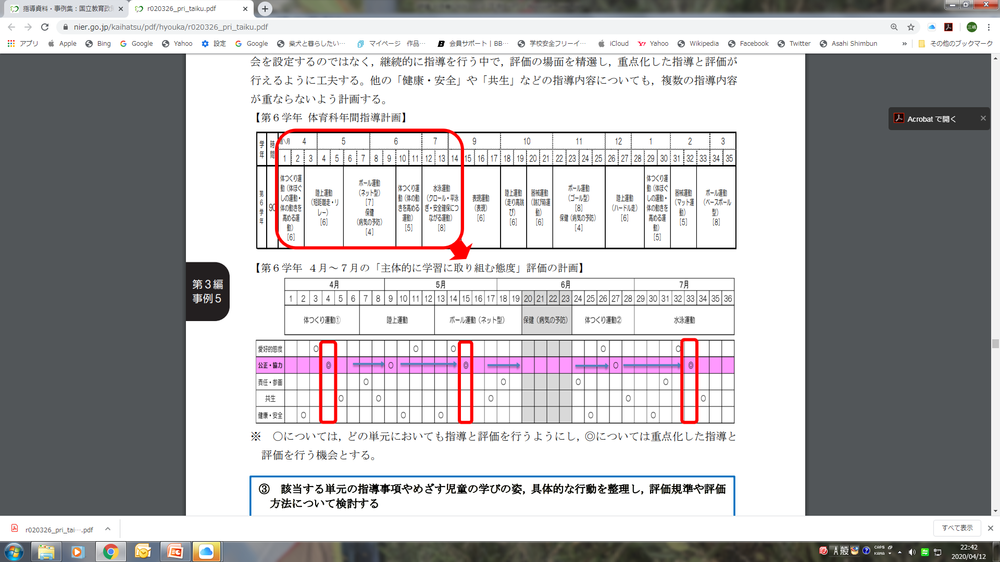 指導資料・事例集：国立教育政
r020326_pri_taiku.pdf
nier.go.jp/kaihatsu/pdf/hyouka/r020326_pri_taiku.pdf
アプリ Apple Bing Google Yahoo 設定 Google 柴犬と暮らしたい… マイページ 作品… 会員サポート | BB… 学校安全フリーイ… iCloud Yahoo Wikipedia Facebook Twitter Asahi Shimbun » その他のブックマーク
会を設定するのではなく，継続的に指導を行う中で，評価の場面を精選し，重点化した指導と評価が
行えるように工夫する。他の「健康・安全」や「共生」などの指導内容についても，複数の指導内容
が重ならないよう計画する。
Acrobat で開く
【第６学年 体育科年間指導計画】
学年 時間 週＼月 4 5 6 7 9 10 11 12 1 2 3
1 2 3 4 5 6 7 8 9 10 11 12 13 14 15 16 17 18 19 20 21 22 23 24 25 26 27 28 29 30 31 32 33 34 35
第6学年
90
体つくり運動（体ほぐしの運動・体の動きを高める運動）[6]
陸上運動（短距離走・リレー）[6]
ボール運動（ネット型）[7]
保健（病気の予防）[4]
体つくり運動（体の動きを高める運動）[5]
水泳運動（クロール・平泳ぎ・安全確保につながる運動）[8]
表現運動（表現）[6]
陸上運動（走り高跳び）[6]
器械運動（跳び箱運動）[6]
ボール運動（ゴール型）[8]
保健（病気の予防）[4]
陸上運動（ハードル走）[6]
体つくり運動（体ほぐしの運動・体の動きを高める運動）[5]
器械運動（マット運動）[5]
ボール運動（ベースボール型）[8]
第３編
事例５
【第６学年 ４月～７月の「主体的に学習に取り組む態度」評価の計画】
4月 5月 6月 7月
1 2 3 4 5 6 7 8 9 10 11 12 13 14 15 16 17 18 19 20 21 22 23 24 25 26 27 28 29 30 31 32 33 34 35 36
体つくり運動① 陸上運動 ボール運動（ネット型） 保健（病気の予防） 体つくり運動② 水泳運動
愛好的態度 ○ ○ ○ ○ ○
公正・協力 ◎ ○ ◎ ○ ◎
責任・参画 ○ ○ ○ ○
共生 ○ ○ ○ ○ ○
健康・安全 ○ ○ ○ ○ ○
※　○については，どの単元においても指導と評価を行うようにし，◎については重点化した指導と
評価を行う機会とする。
③　該当する単元の指導事項やめざす児童の学びの姿，具体的な行動を整理し，評価規準や評価
方法について検討する
r020326_pri_tai….pdf
すべて表示
A 般 CAPS KANA
22:42
2020/04/12